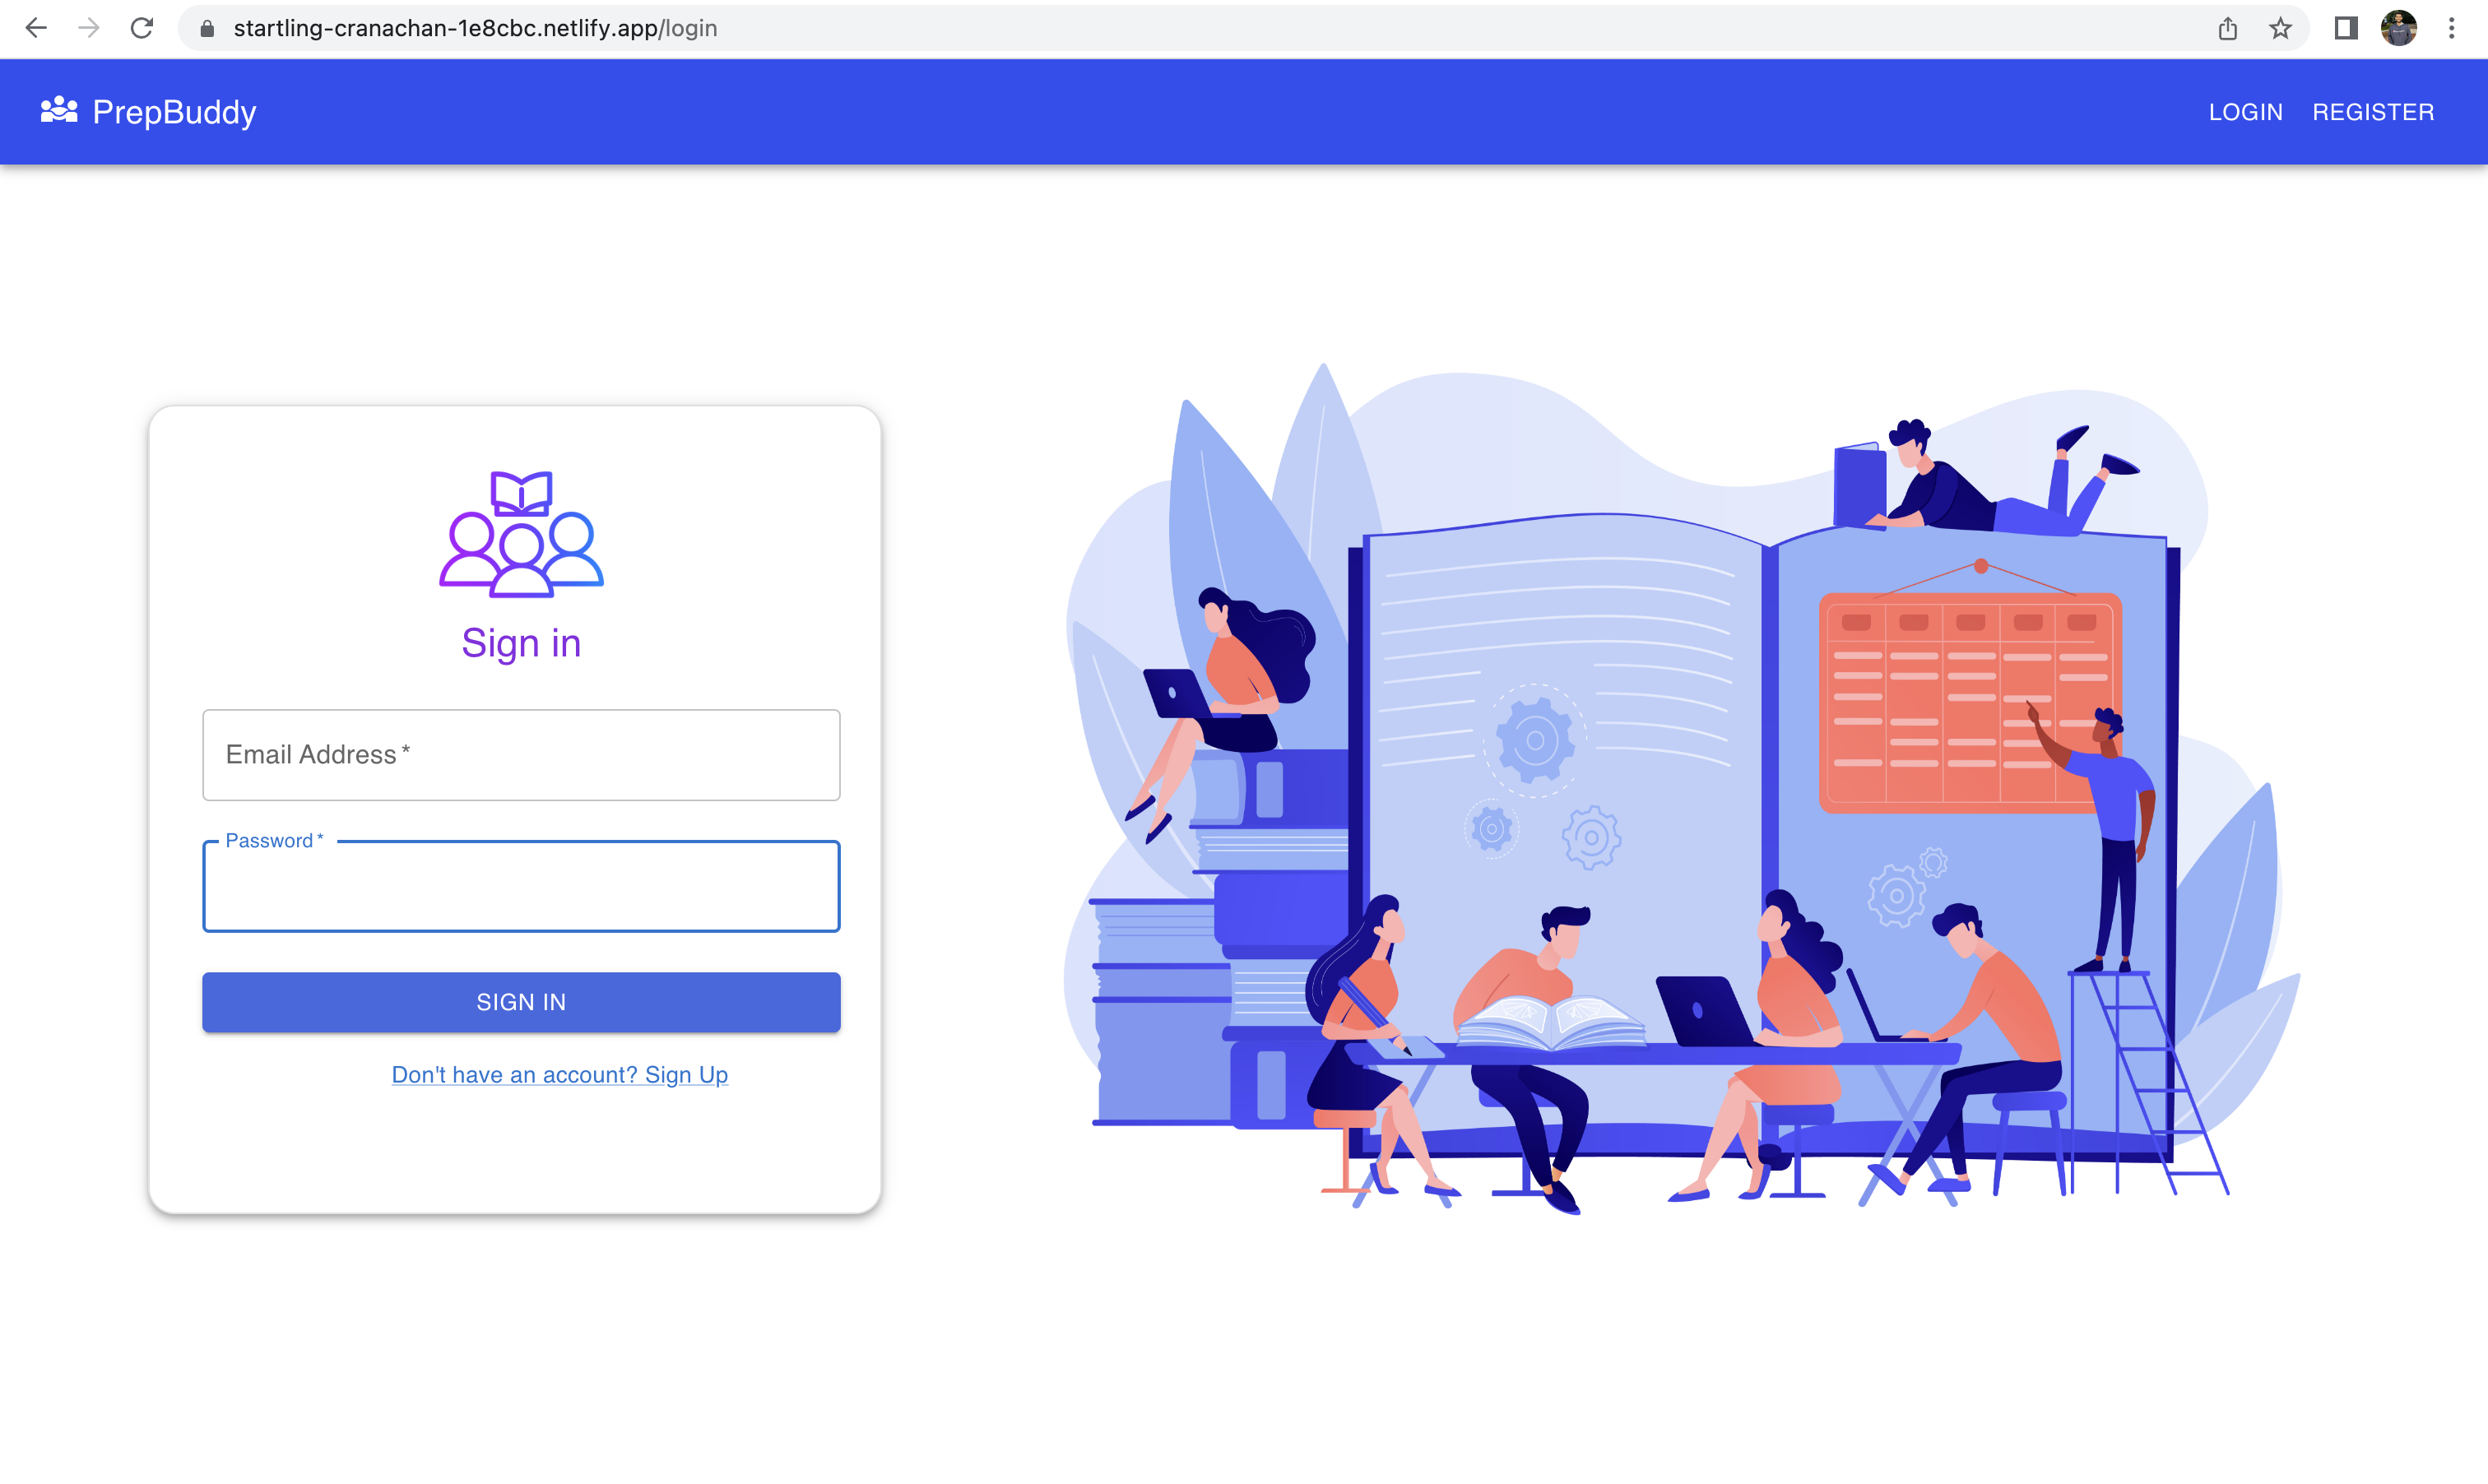 startling-cranachan-1e8cbc.netlify.app/login
PrepBuddy
LOGIN
REGISTER
Sign in
Email Address *
Password *
SIGN IN
Don't have an account? Sign Up